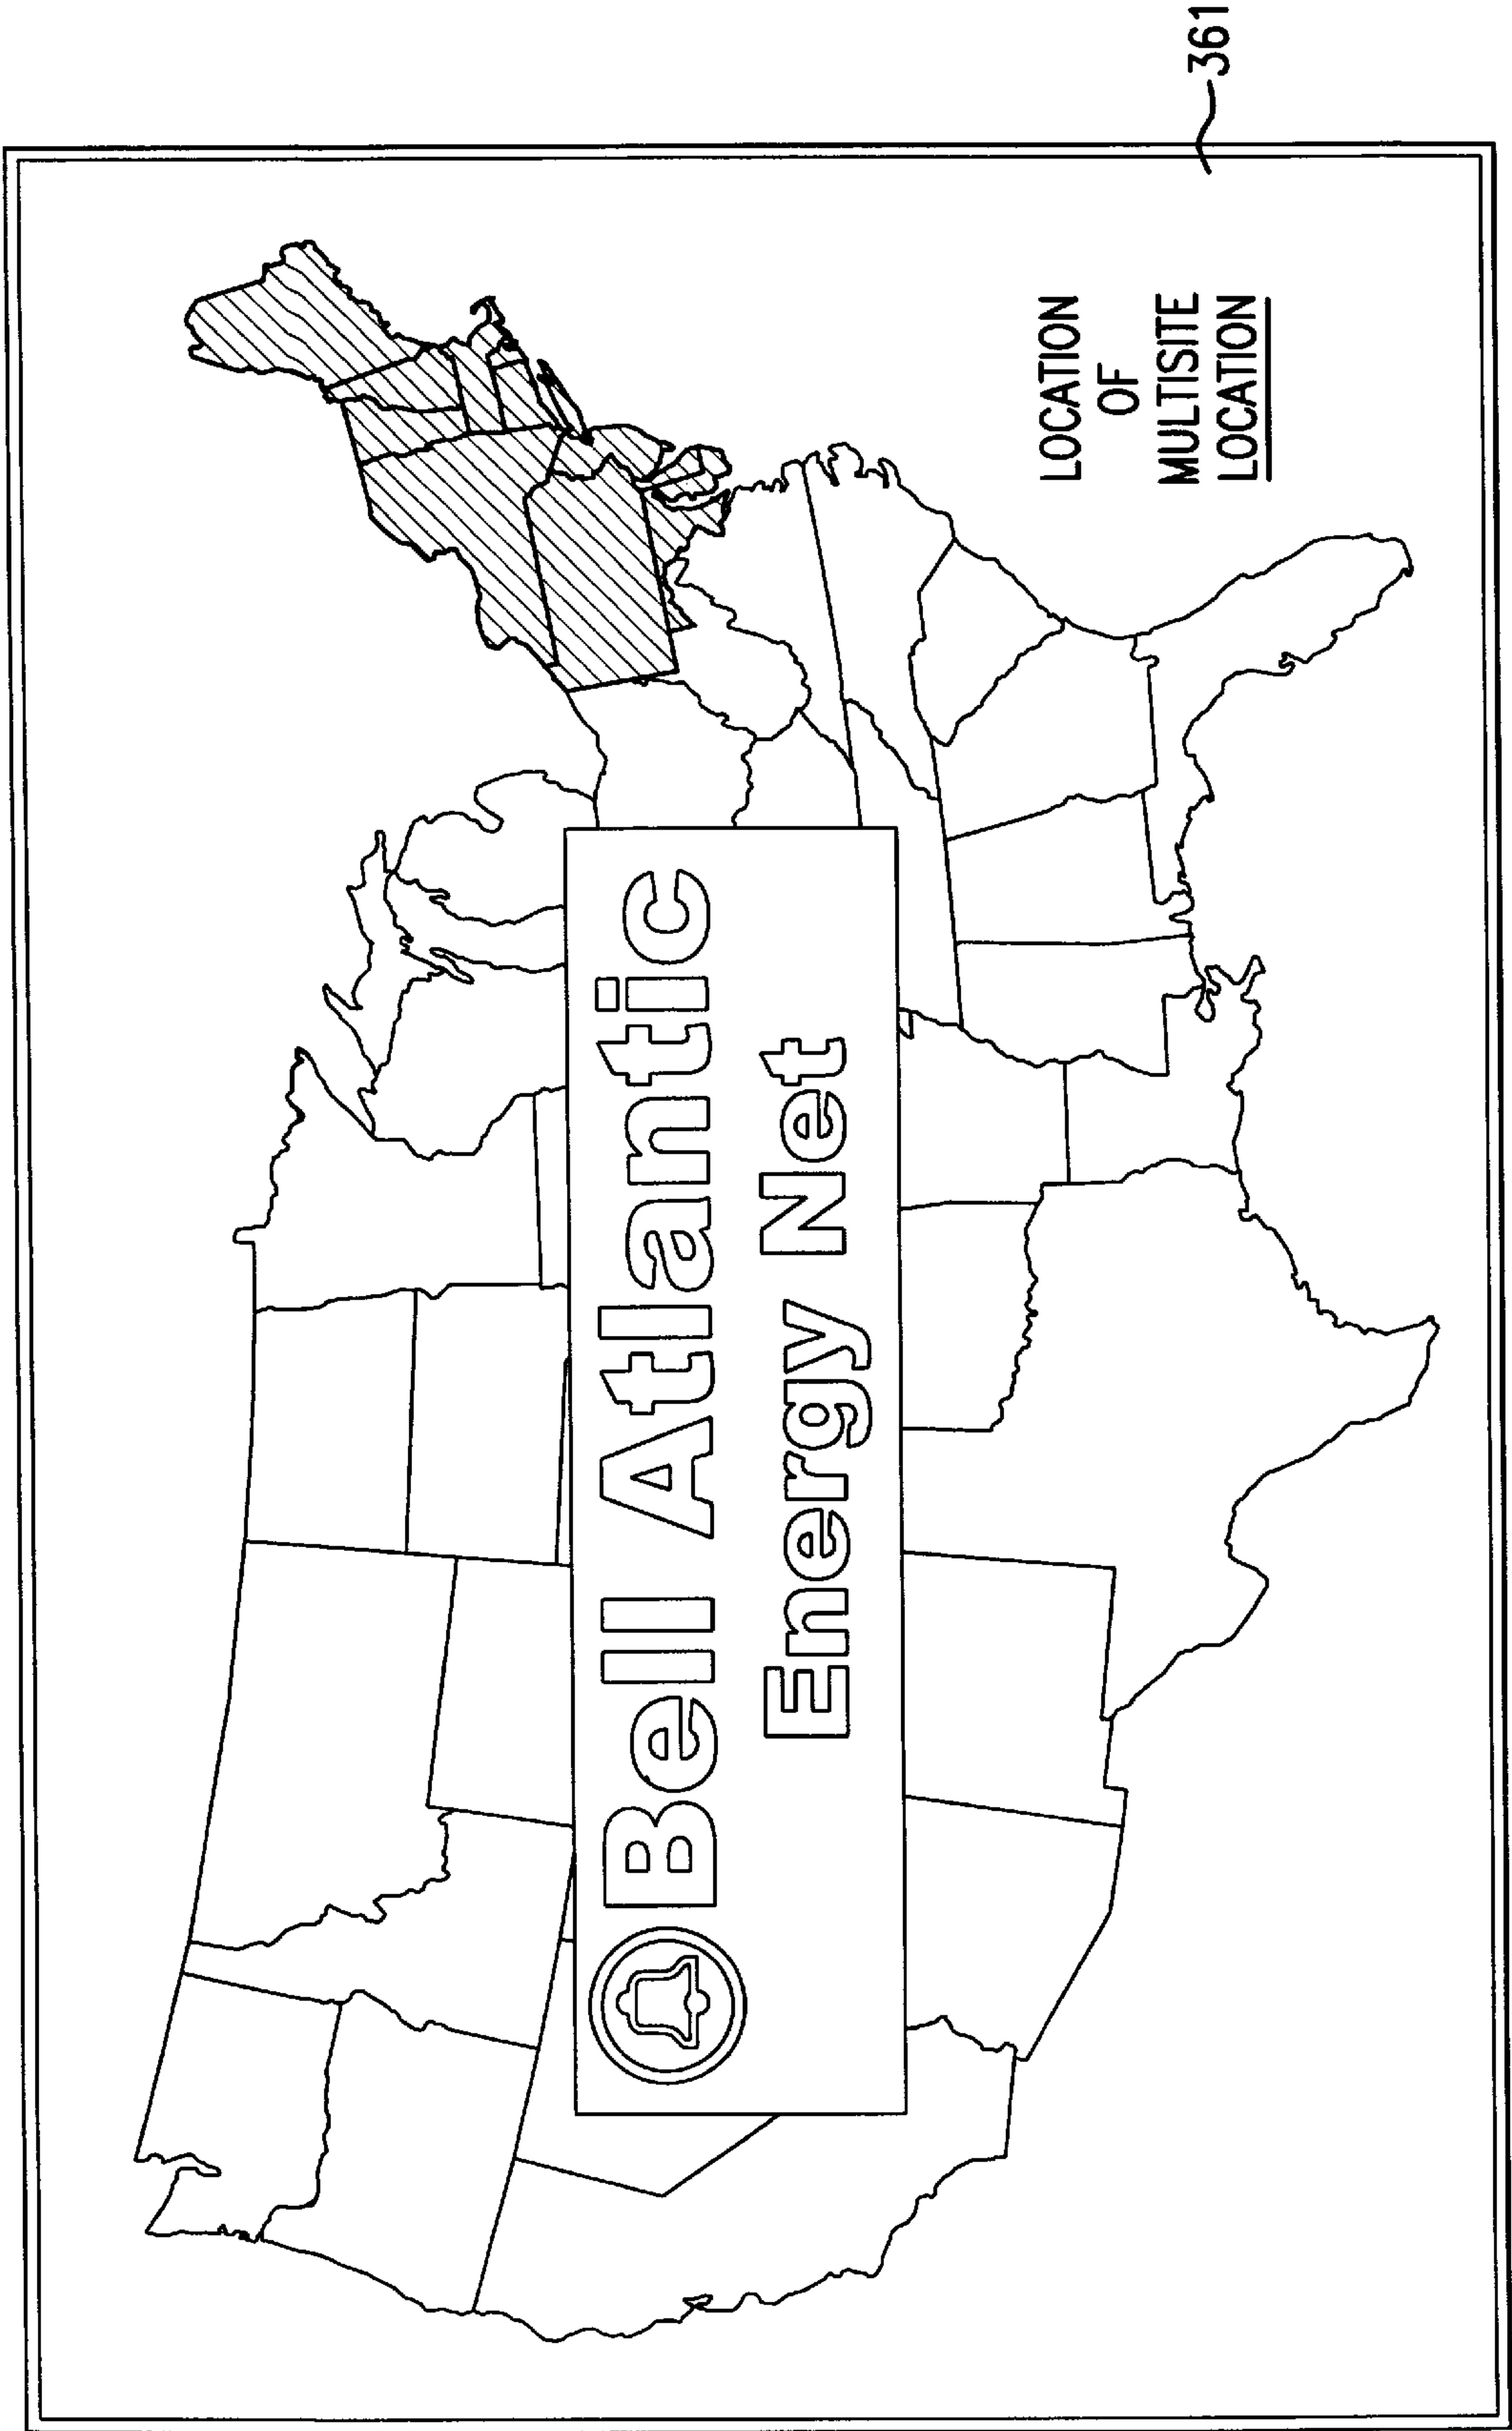 Bell Atlantic
Energy Net
LOCATION
OF
MULTISITE
LOCATION
361